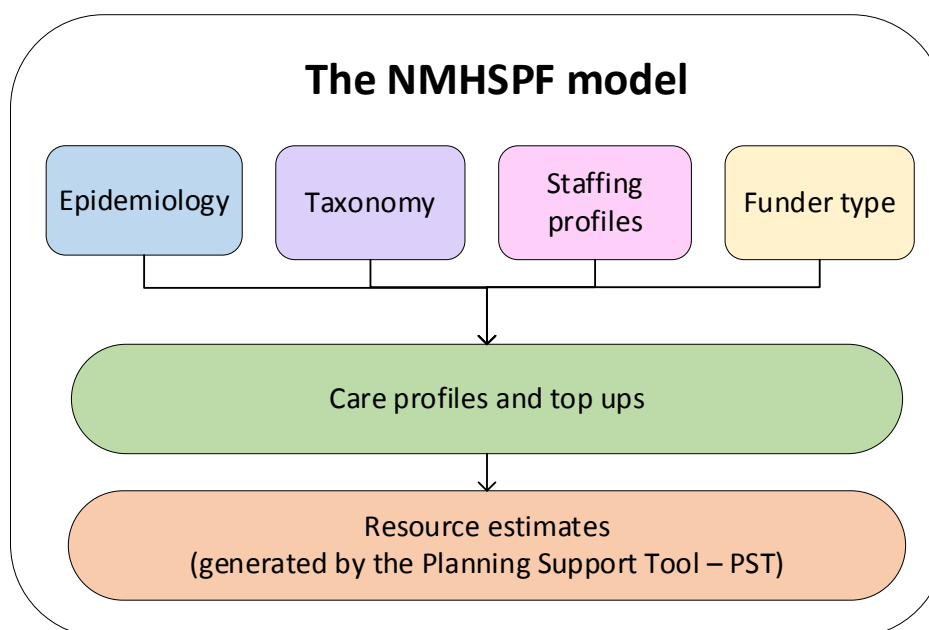 The NMHSPF model
Epidemiology
Taxonomy
Staffing
profiles
Funder type
Care profiles and top ups
Resource estimates
(generated by the Planning Support Tool – PST)